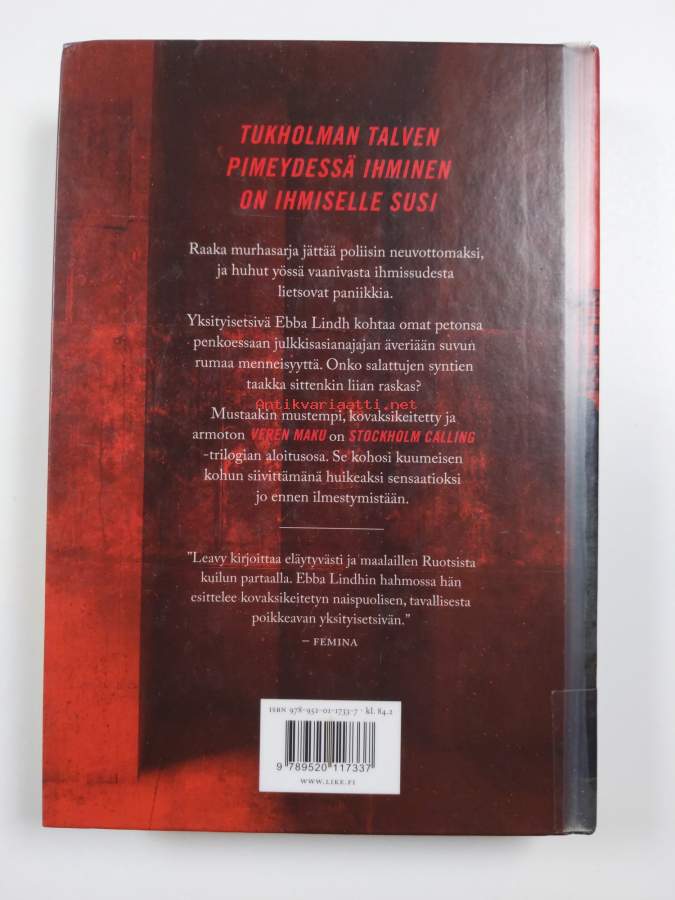 TUKHOLMAN TALVEN
PIMEYDESSÄ IHMINEN
ON IHMISELLE SUSI
Raaka murhasarja jättää poliisin neuvottomaksi,
ja huhut yössä vaanivasta ihmissudesta
lietsovat paniikkia.
Yksityisetsivä Ebba Lindh kohtaa omat petonsa
penkoessaan julkkisasianajajan äveriään suvun
rumaa menneisyyttä. Onko salattujen syntien
taakka sittenkin liian raskas?
Antikvariaatti.net
Mustaakin mustempi, kovaksikeitetty ja
armoton VEREN MAKU on STOCKHOLM CALLING
-trilogian aloitusosa. Se kohosi kuumeisen
kohun siivittämänä huikeaksi sensaatioksi
jo ennen ilmestymistään.
"Leavy kirjoittaa eläytyvästi ja maalaillen Ruotsista
kuilun partaalla. Ebba Lindhin hahmossa hän
esittelee kovaksikeitetyn naispuolisen, tavallisesta
poikkeavan yksityisetsivän."
– FEMINA
ISBN 978-952-01-1733-7 · kl. 84.2
9 789520 117337
WWW.LIKE.FI